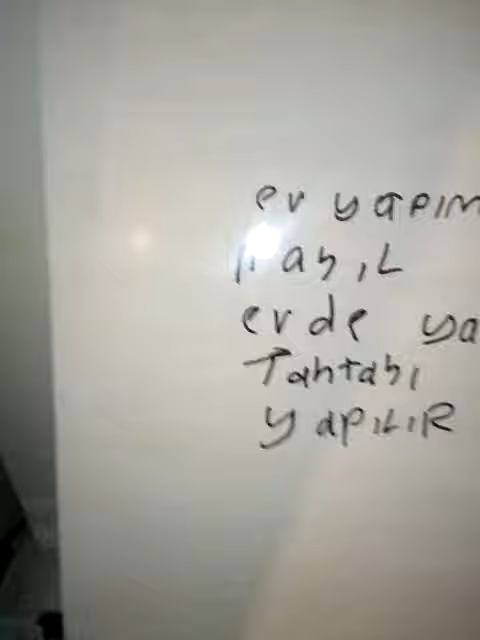 ev yapım
Nasıl
evde ya
Tahtası
yapılıR